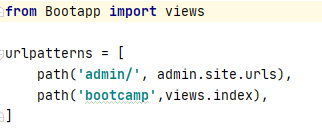 from Bootapp import views
urlpatterns = [
    path('admin/', admin.site.urls),
    path('bootcamp',views.index),
]